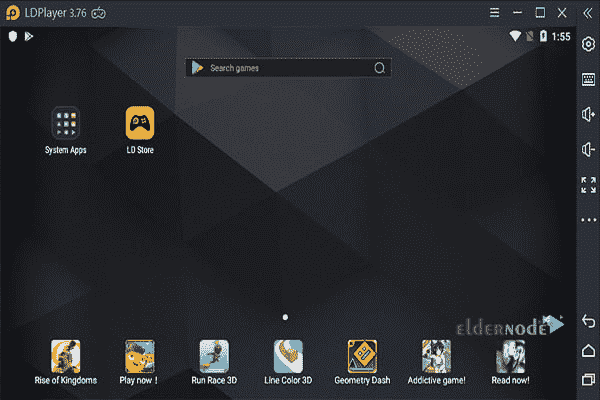 LDPlayer 3.76
1:55
Search games
System Apps
LD Store
ELDERNODE
Rise of Kingdoms
Play now !
Run Race 3D
Line Color 3D
Geometry Dash
Addictive game!
Read now!